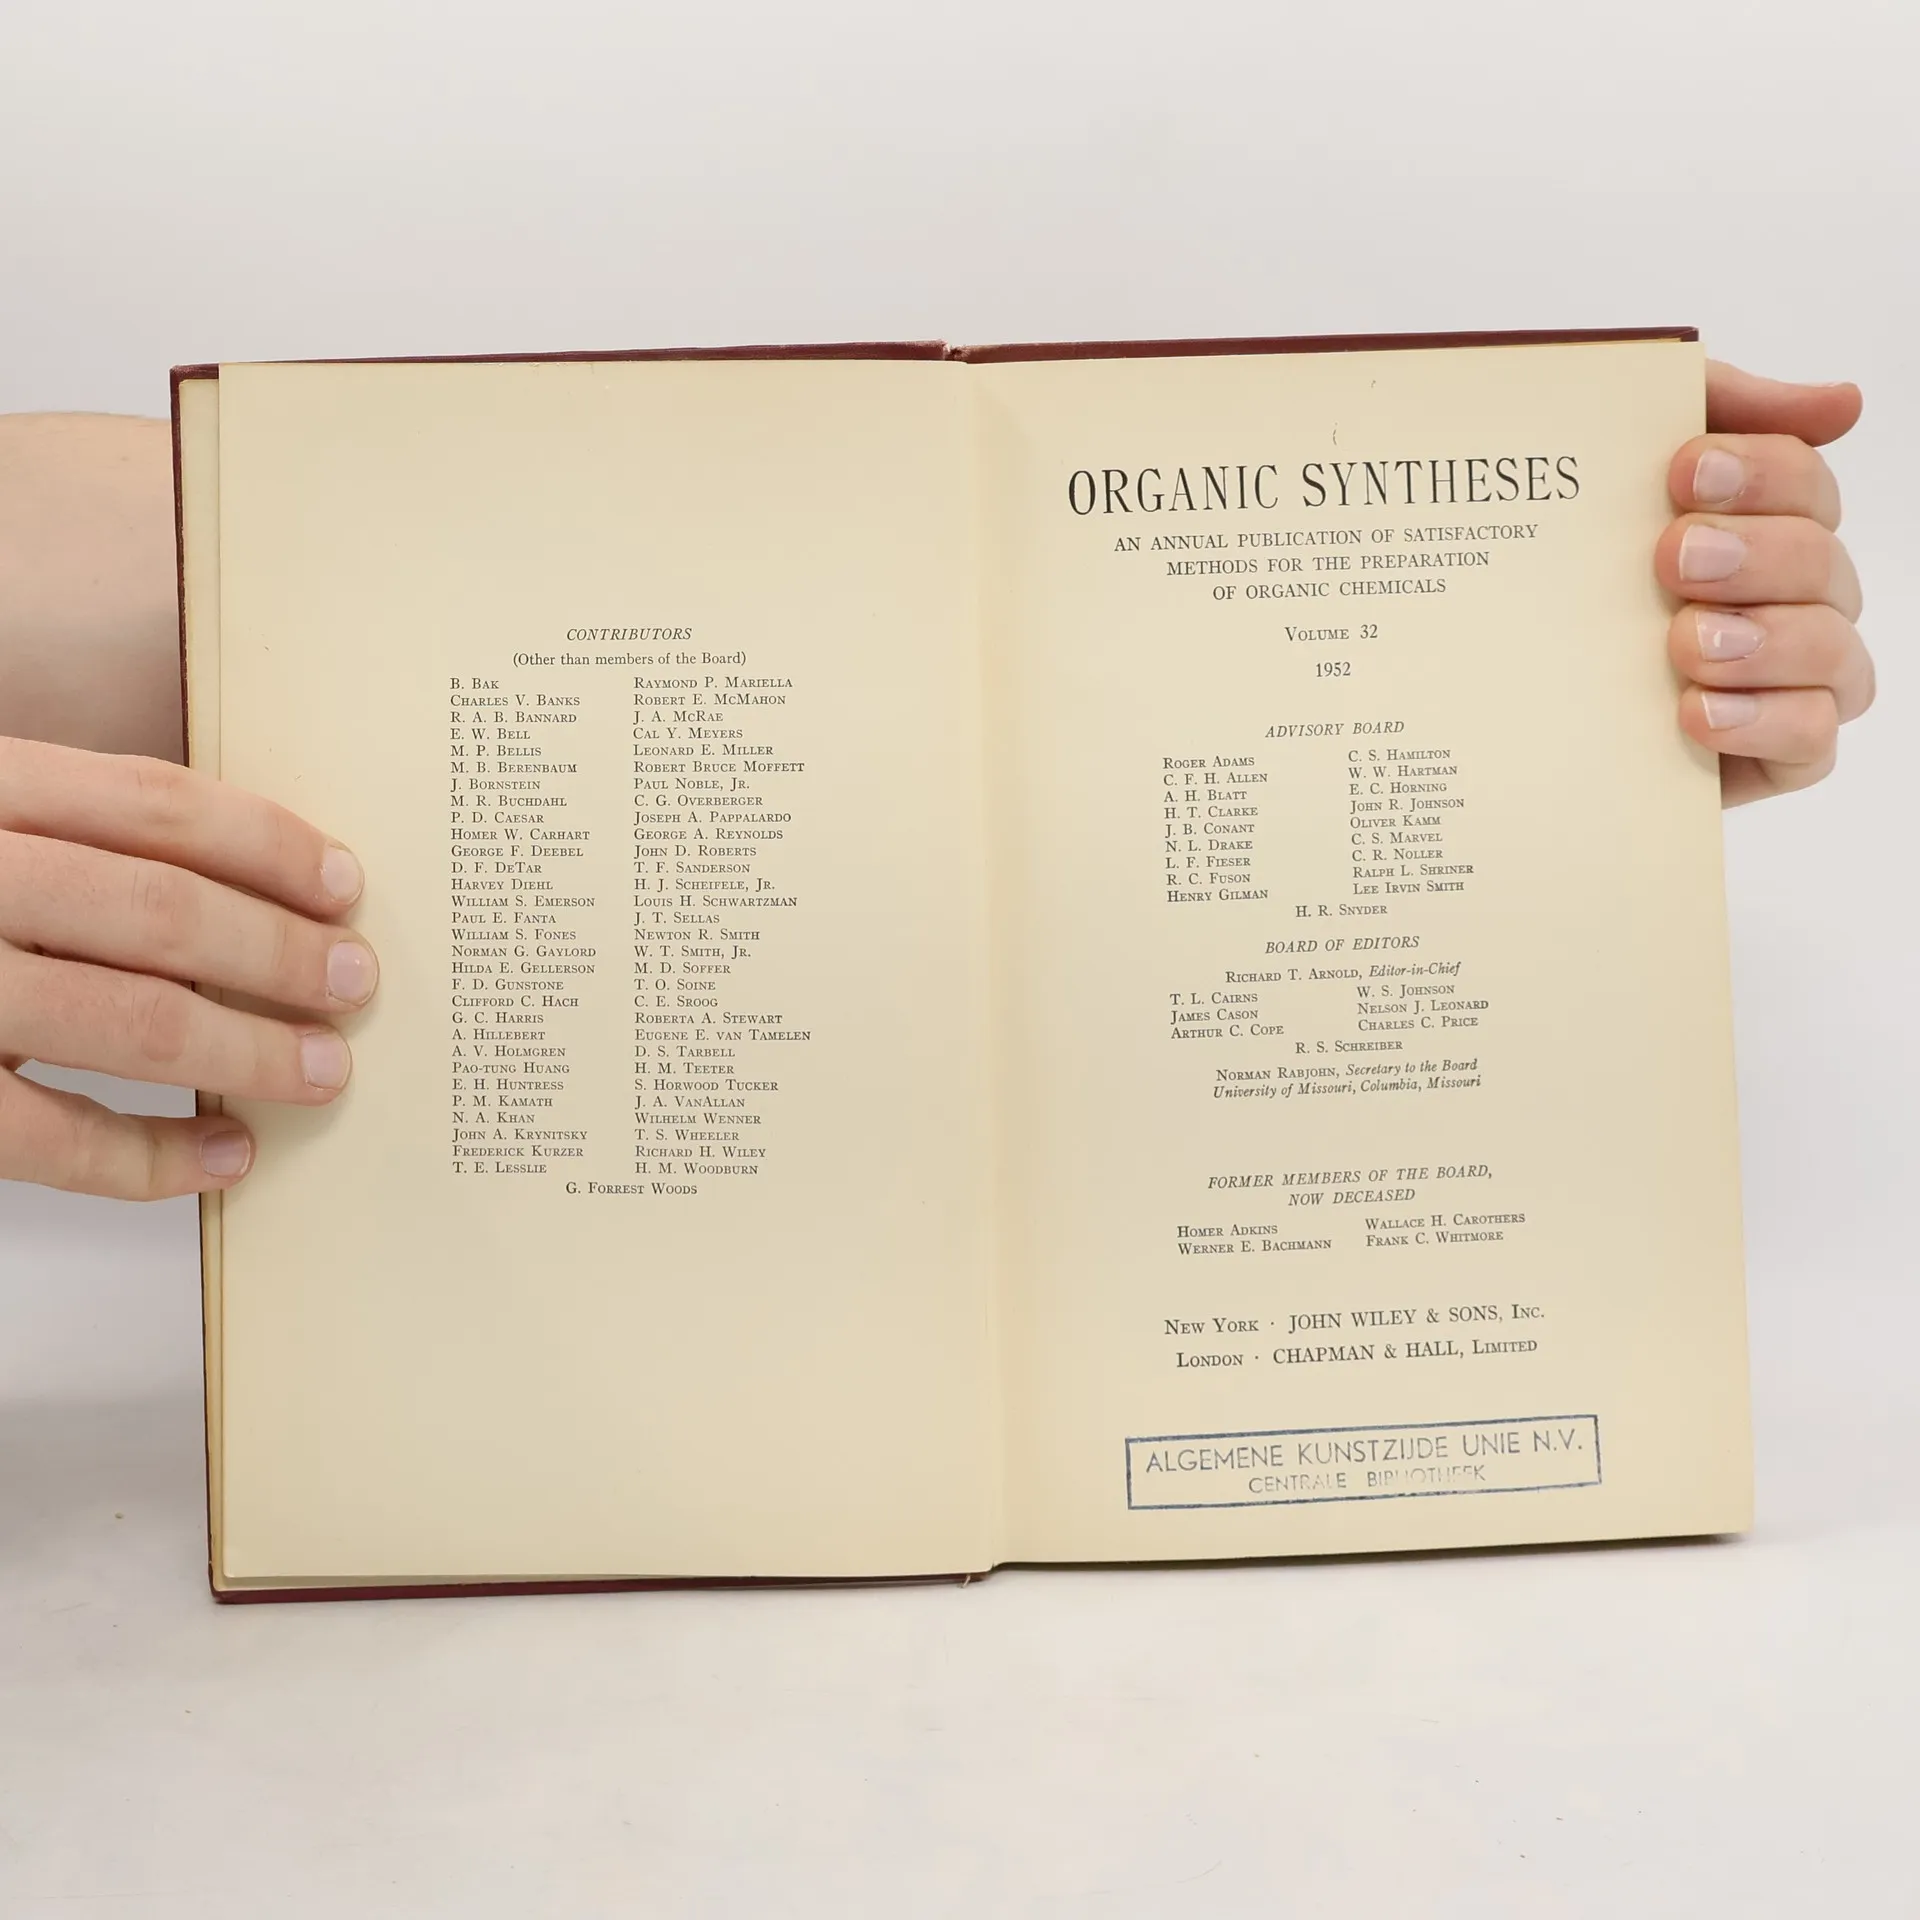 CONTRIBUTORS
(Other than members of the Board)
B. Bak
Charles V. Banks
R. A. B. Bannard
E. W. Bell
M. P. Bellis
M. B. Berenbaum
J. Bornstein
M. R. Buchdahl
P. D. Caesar
Homer W. Carhart
George F. Deebel
D. F. DeTar
Harvey Diehl
William S. Emerson
Paul E. Fanta
William S. Fones
Norman G. Gaylord
Hilda E. Gellerson
F. D. Gunstone
Clifford C. Hach
G. C. Harris
A. Hillebert
A. V. Holmgren
Pao-tung Huang
E. H. Huntress
P. M. Kamath
N. A. Khan
John A. Krynitsky
Frederick Kurzer
T. E. Lesslie
Raymond P. Mariella
Robert E. McMahon
J. A. McRae
Cal Y. Meyers
Leonard E. Miller
Robert Bruce Moffett
Paul Noble, Jr.
C. G. Overberger
Joseph A. Pappalardo
George A. Reynolds
John D. Roberts
T. F. Sanderson
H. J. Scheifele, Jr.
Louis H. Schwartzman
J. T. Sellas
Newton R. Smith
W. T. Smith, Jr.
M. D. Soffer
T. O. Soine
C. E. Sroog
Roberta A. Stewart
Eugene E. van Tamelen
D. S. Tarbell
H. M. Teeter
S. Horwood Tucker
J. A. VanAllan
Wilhelm Wenner
T. S. Wheeler
Richard H. Wiley
H. M. Woodburn
G. Forrest Woods
ORGANIC SYNTHESES
AN ANNUAL PUBLICATION OF SATISFACTORY
METHODS FOR THE PREPARATION
OF ORGANIC CHEMICALS
Volume 32
1952
ADVISORY BOARD
Roger Adams
C. F. H. Allen
A. H. Blatt
H. T. Clarke
J. B. Conant
N. L. Drake
L. F. Fieser
R. C. Fuson
Henry Gilman
C. S. Hamilton
W. W. Hartman
E. C. Horning
John R. Johnson
Oliver Kamm
C. S. Marvel
C. R. Noller
Ralph L. Shriner
Lee Irvin Smith
H. R. Snyder
BOARD OF EDITORS
Richard T. Arnold, Editor-in-Chief
T. L. Cairns
James Cason
Arthur C. Cope
W. S. Johnson
Nelson J. Leonard
Charles C. Price
R. S. Schreiber
Norman Rabjohn, Secretary to the Board
University of Missouri, Columbia, Missouri
FORMER MEMBERS OF THE BOARD,
NOW DECEASED
Homer Adkins
Werner E. Bachmann
Wallace H. Carothers
Frank C. Whitmore
New York · JOHN WILEY & SONS, Inc.
London · CHAPMAN & HALL, Limited
ALGEMENE KUNSTZIJDE UNIE N.V.
CENTRALE BIBLIOTHEEK